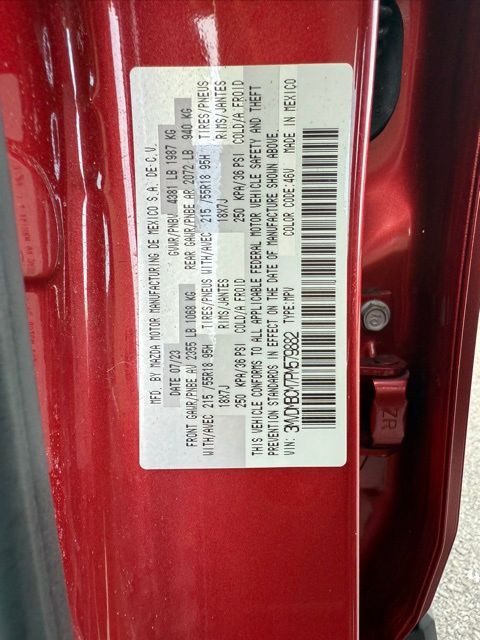 MFD. BY MAZDA MOTOR MANUFACTURING DE MEXICO S.A. DE C.V.
DATE 07/23 GVWR/PNBV 4381 LB 1987 KG
FRONT GAWR/PNBE AV 2355 LB 1068 KG REAR GAWR/PNBE AR 2072 LB 940 KG
WITH/AVEC 215 /55R18 95H TIRES/PNEUS WITH/AVEC 215 /55R18 95H TIRES/PNEUS
18X7J RIMS/JANTES 18X7J RIMS/JANTES
250 KPA/36 PSI COLD/A FROID 250 KPA/36 PSI COLD/A FROID
THIS VEHICLE CONFORMS TO ALL APPLICABLE FEDERAL MOTOR VEHICLE SAFETY AND THEFT
PREVENTION STANDARDS IN EFFECT ON THE DATE OF MANUFACTURE SHOWN ABOVE.
VIN: 3MVDMBCM7PM579682 TYPE:MPV COLOR CODE:46V MADE IN MEXICO
ZR